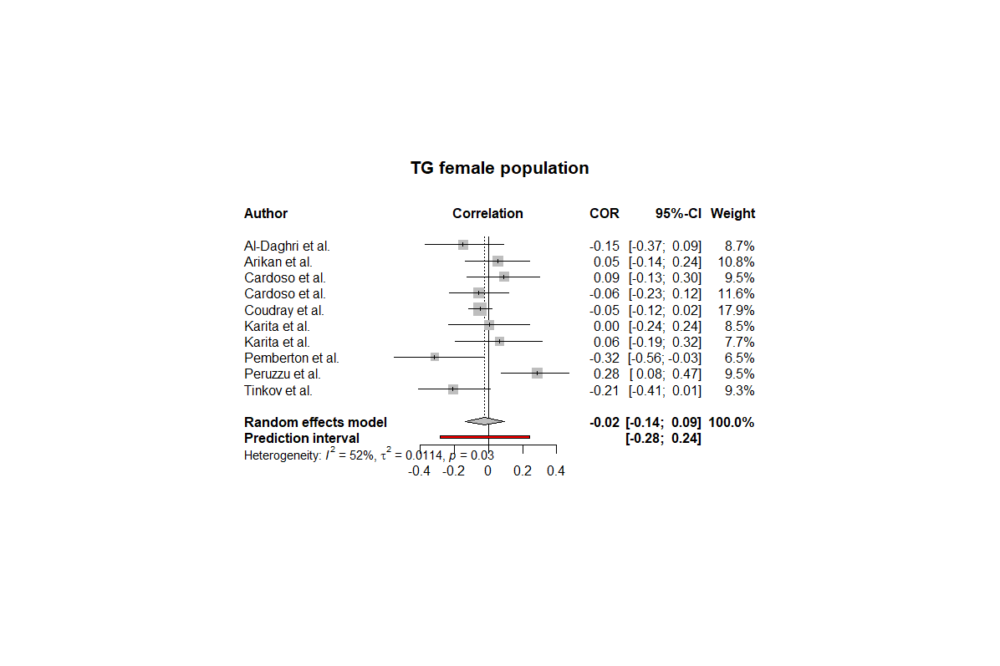 TG female population
Author Correlation COR 95%-CI Weight
Al-Daghri et al. -0.15 [-0.37; 0.09] 8.7%
Arikan et al. 0.05 [-0.14; 0.24] 10.8%
Cardoso et al. 0.09 [-0.13; 0.30] 9.5%
Cardoso et al. -0.06 [-0.23; 0.12] 11.6%
Coudray et al. -0.05 [-0.12; 0.02] 17.9%
Karita et al. 0.00 [-0.24; 0.24] 8.5%
Karita et al. 0.06 [-0.19; 0.32] 7.7%
Pemberton et al. -0.32 [-0.56; -0.03] 6.5%
Peruzzu et al. 0.28 [ 0.08; 0.47] 9.5%
Tinkov et al. -0.21 [-0.41; 0.01] 9.3%
Random effects model -0.02 [-0.14; 0.09] 100.0%
Prediction interval [-0.28; 0.24]
Heterogeneity: I² = 52%, τ² = 0.0114, p = 0.03
-0.4 -0.2 0 0.2 0.4